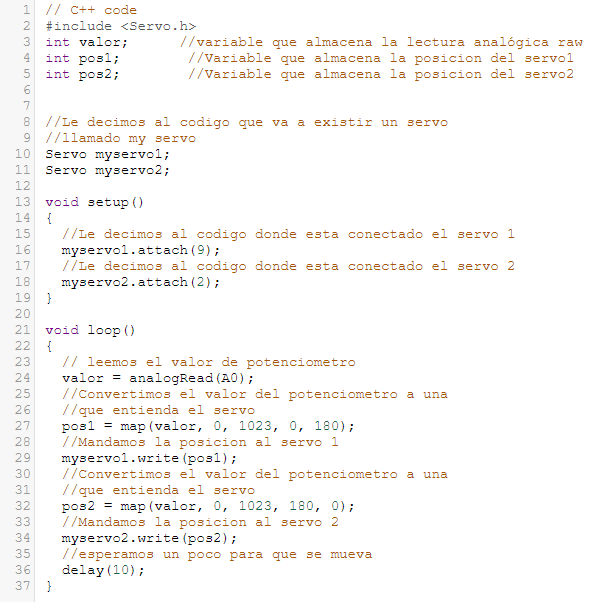 1 // C++ code
2 #include <Servo.h>
3 int valor;      //variable que almacena la lectura analógica raw
4 int pos1;        //Variable que almacena la posicion del servo1
5 int pos2;        //Variable que almacena la posicion del servo2
6
7
8 //Le decimos al codigo que va a existir un servo
9 //llamado my servo
10 Servo myservo1;
11 Servo myservo2;
12
13 void setup()
14 {
15   //Le decimos al codigo donde esta conectado el servo 1
16   myservo1.attach(9);
17   //Le decimos al codigo donde esta conectado el servo 2
18   myservo2.attach(2);
19 }
20
21 void loop()
22 {
23   // leemos el valor de potenciometro
24   valor = analogRead(A0);
25   //Convertimos el valor del potenciometro a una
26   //que entienda el servo
27   pos1 = map(valor, 0, 1023, 0, 180);
28   //Mandamos la posicion al servo 1
29   myservo1.write(pos1);
30   //Convertimos el valor del potenciometro a una
31   //que entienda el servo
32   pos2 = map(valor, 0, 1023, 180, 0);
33   //Mandamos la posicion al servo 2
34   myservo2.write(pos2);
35   //esperamos un poco para que se mueva
36   delay(10);
37 }